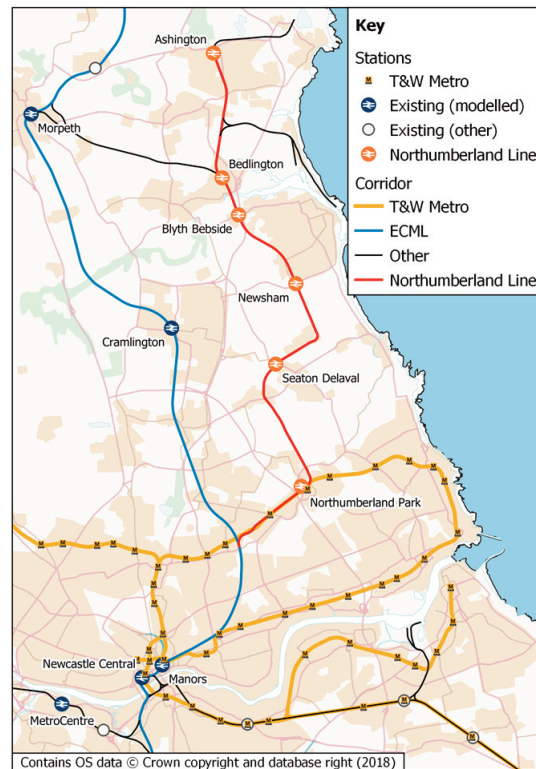 Key
Stations
T&W Metro
Existing (modelled)
Existing (other)
Northumberland Line
Corridor
T&W Metro
ECML
Other
Northumberland Line
Ashington
Morpeth
Bedlington
Blyth Bebside
Newsham
Cramlington
Seaton Delaval
Northumberland Park
Newcastle Central
Manors
MetroCentre
Contains OS data © Crown copyright and database right (2018)